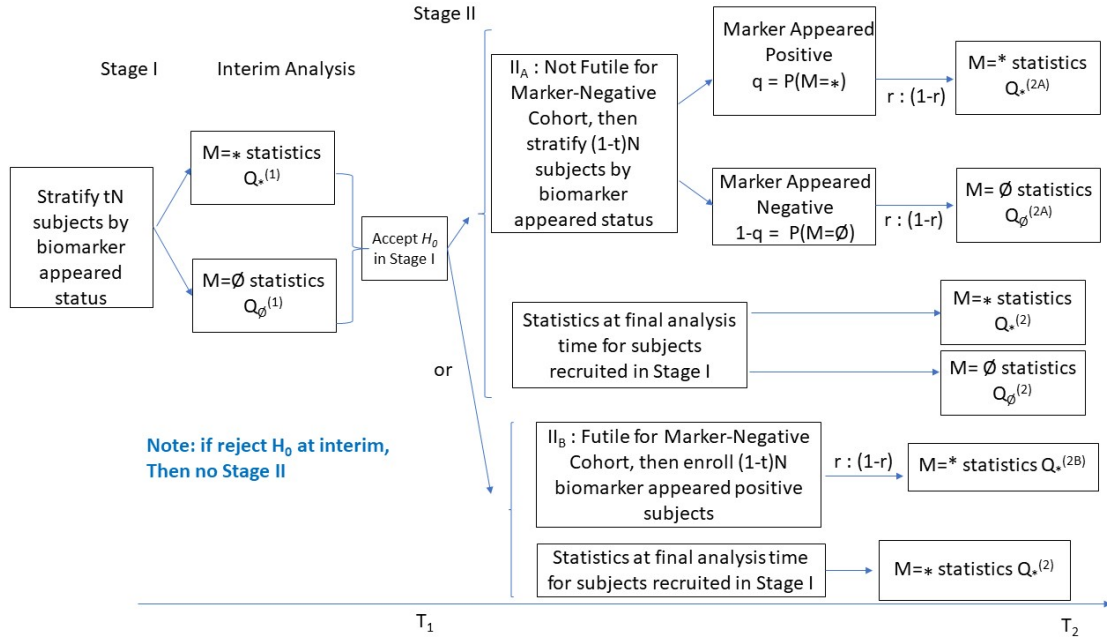 Stage I
Interim Analysis
Stage II
Stratify tN
subjects by
biomarker
appeared
status
M=∗ statistics
Q∗(1)
M=Ø statistics
QØ(1)
Accept H0
in Stage I
or
Note: if reject H0 at interim,
Then no Stage II
IIA : Not Futile for
Marker-Negative
Cohort, then
stratify (1-t)N
subjects by
biomarker
appeared status
Marker Appeared
Positive
q = P(M=∗)
r : (1-r)
M=* statistics
Q*(2A)
Marker Appeared
Negative
1-q = P(M=Ø)
r : (1-r)
M= Ø statistics
QØ(2A)
Statistics at final analysis
time for subjects
recruited in Stage I
M=∗ statistics
Q∗(2)
M= Ø statistics
QØ(2)
IIB : Futile for Marker-Negative
Cohort, then enroll (1-t)N
biomarker appeared positive
subjects
r : (1-r)
M=* statistics Q*(2B)
Statistics at final analysis time
for subjects recruited in Stage I
M=∗ statistics Q∗(2)
T1
T2